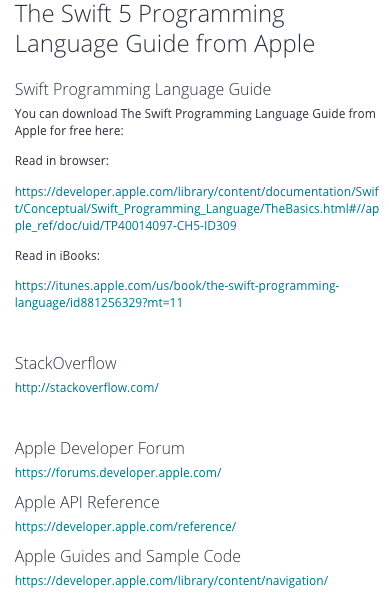 The Swift 5 Programming
Language Guide from Apple
Swift Programming Language Guide
You can download The Swift Programming Language Guide from
Apple for free here:
Read in browser:
https://developer.apple.com/library/content/documentation/Swif
t/Conceptual/Swift_Programming_Language/TheBasics.html#//ap
ple_ref/doc/uid/TP40014097-CH5-ID309
Read in iBooks:
https://itunes.apple.com/us/book/the-swift-programming-
language/id881256329?mt=11
StackOverflow
http://stackoverflow.com/
Apple Developer Forum
https://forums.developer.apple.com/
Apple API Reference
https://developer.apple.com/reference/
Apple Guides and Sample Code
https://developer.apple.com/library/content/navigation/